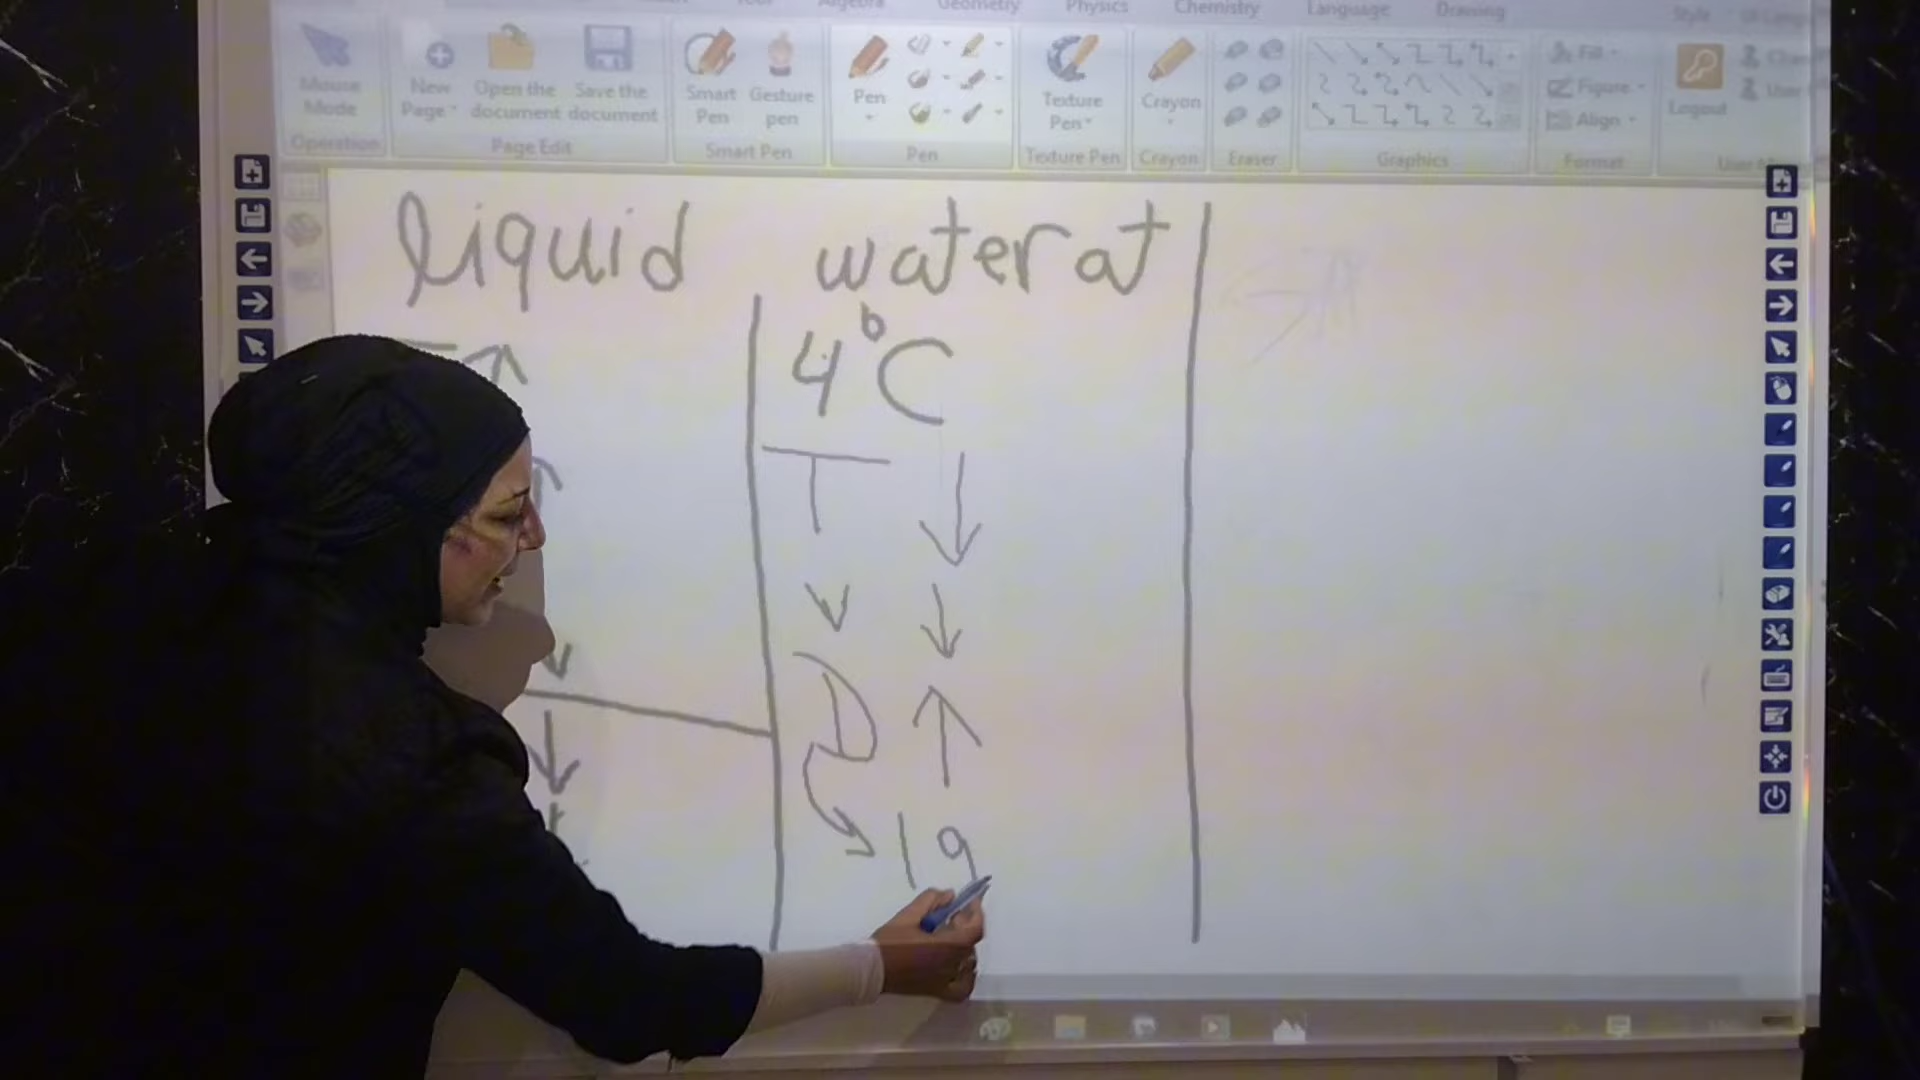 Tool Algebra Geometry Physics Chemistry Language Drawing Style
Mouse Mode
New Page
Open the document
Save the document
Smart Pen
Gesture pen
Pen
Texture Pen
Crayon
Fill
Figure
Align
Logout
Operation Page Edit Smart Pen Pen Texture Pen Crayon Eraser Graphics Format
liquid water at
4°C
T ↓
V ↓
D ↑
1 g